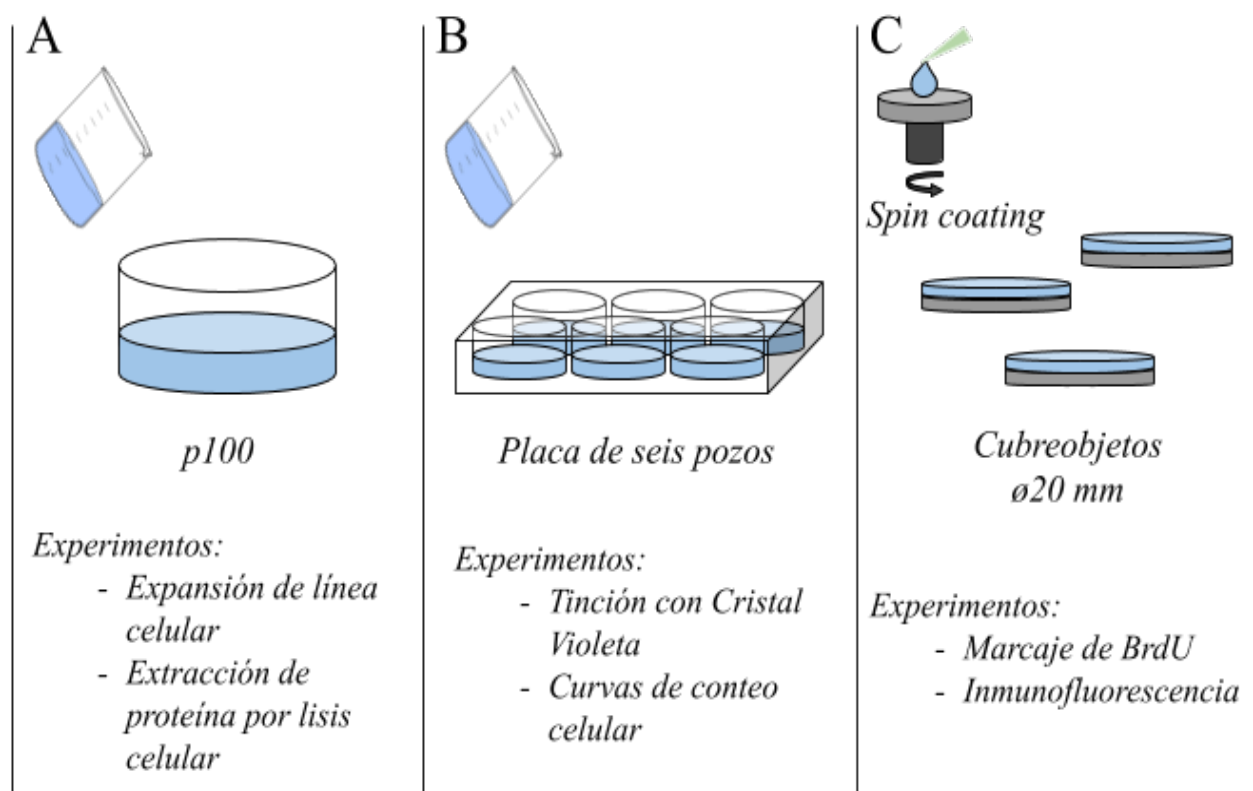 A
p100
Experimentos:
- Expansión de línea
celular
- Extracción de
proteína por lisis
celular
B
Placa de seis pozos
Experimentos:
- Tinción con Cristal
Violeta
- Curvas de conteo
celular
C
Spin coating
Cubreobjetos
ø20 mm
Experimentos:
- Marcaje de BrdU
- Inmunofluorescencia